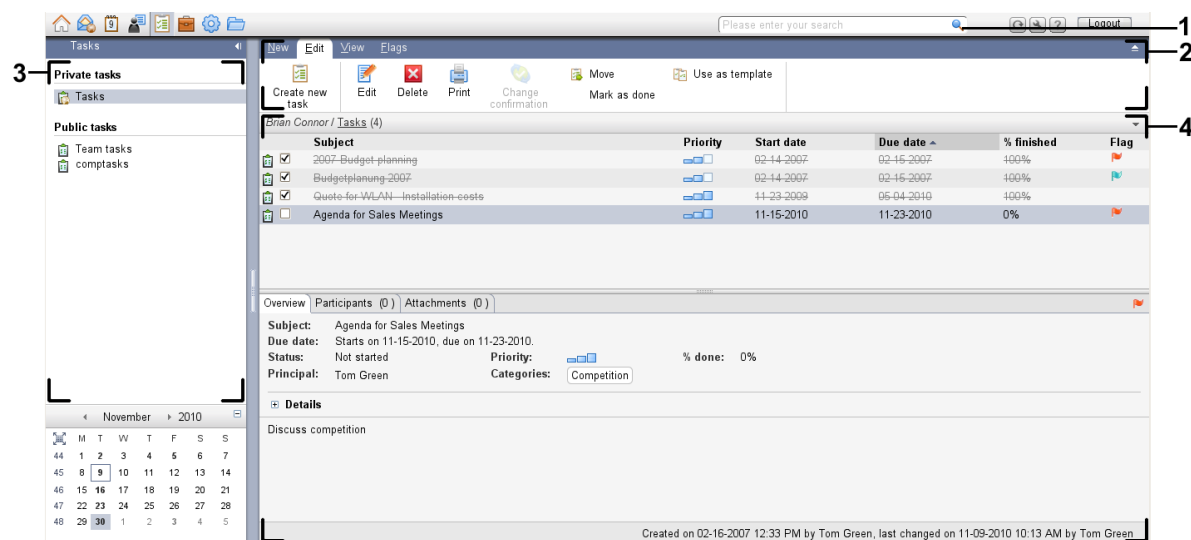 9 Please enter your search ? Logout 1
Tasks New Edit View Flags 2
3 Private tasks
Tasks
Public tasks
Team tasks
comptasks
Create new task Edit Delete Print Change confirmation Move Mark as done Use as template
Brian Connor / Tasks (4) 4
Subject Priority Start date Due date % finished Flag
2007 Budget planning 02-14-2007 02-15-2007 100%
Budgetplanung 2007 02-14-2007 02-15-2007 100%
Quote for WLAN - Installation costs 11-23-2009 05-04-2010 100%
Agenda for Sales Meetings 11-15-2010 11-23-2010 0%
Overview Participants (0) Attachments (0)
Subject: Agenda for Sales Meetings
Due date: Starts on 11-15-2010, due on 11-23-2010.
Status: Not started Priority: % done: 0%
Principal: Tom Green Categories: Competition
Details
Discuss competition
November 2010
M T W T F S S
44 1 2 3 4 5 6 7
45 8 9 10 11 12 13 14
46 15 16 17 18 19 20 21
47 22 23 24 25 26 27 28
48 29 30 1 2 3 4 5
Created on 02-16-2007 12:33 PM by Tom Green, last changed on 11-09-2010 10:13 AM by Tom Green